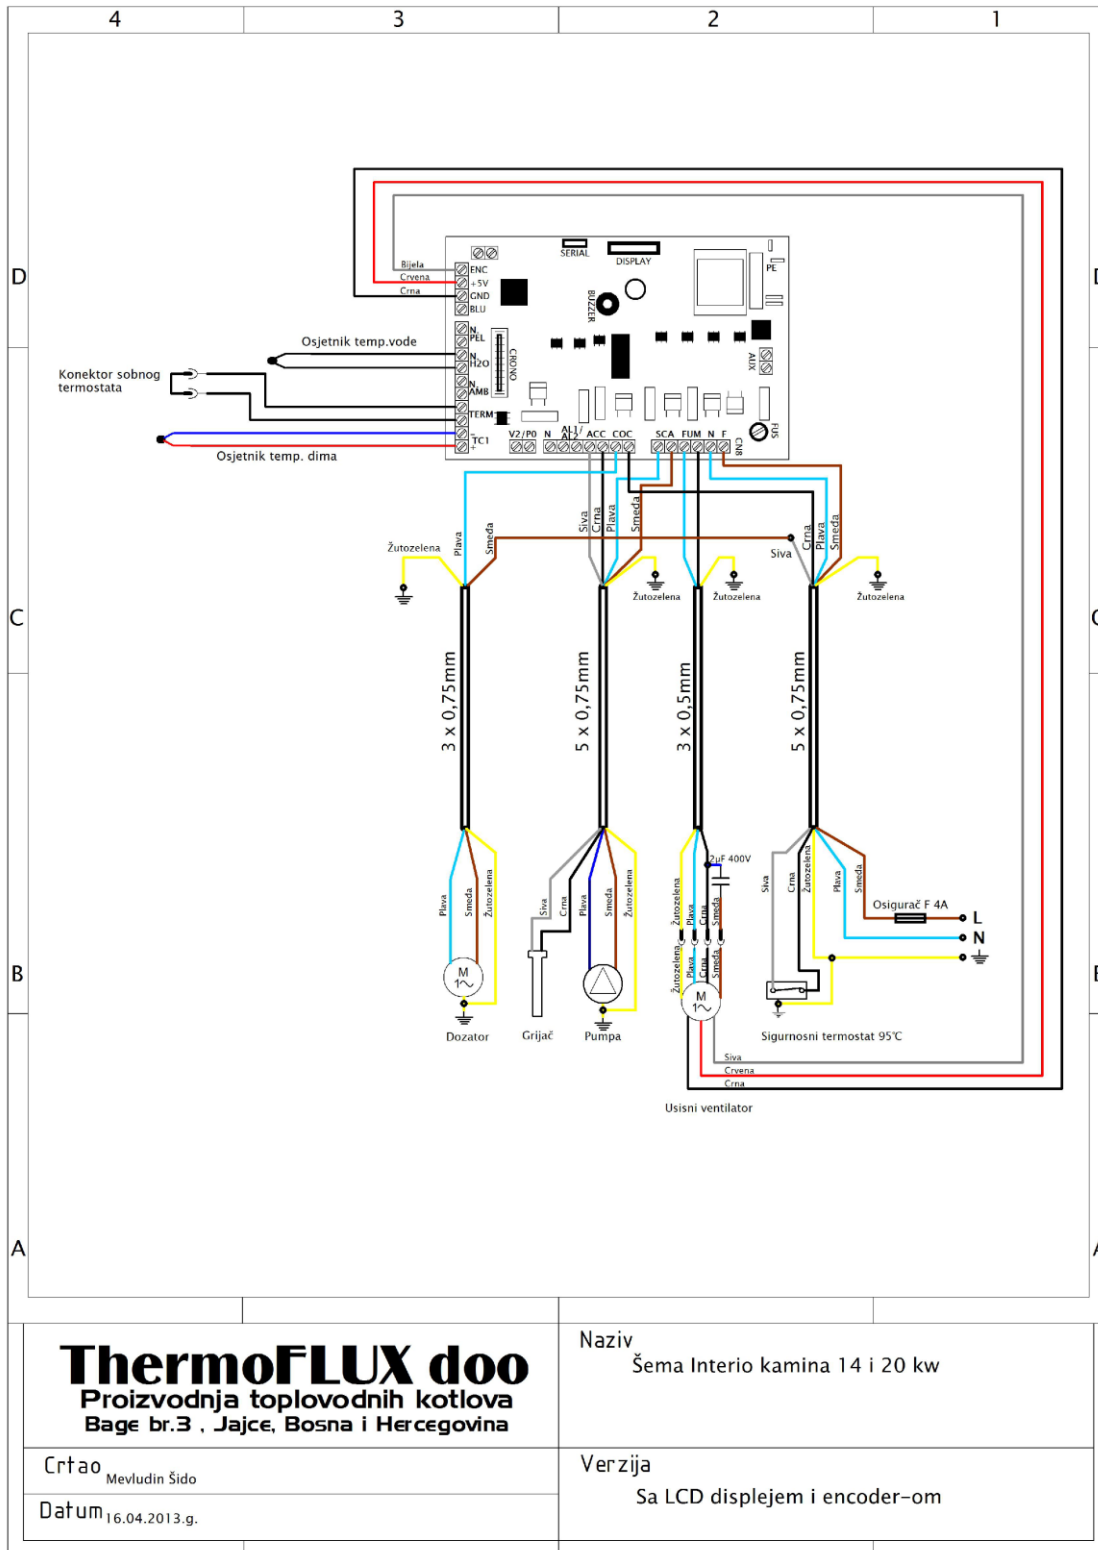 4
3
2
1
D
D
SERIAL
DISPLAY
PE
BUZZER
Bijela
ENC
Crvena
+5V
Crna
GND
BLU
N
PEL
Osjetnik temp.vode
N
H2O
CRONO
AUX
Konektor sobnog
termostata
N
AMB
TERM
-
TC1
+
Osjetnik temp. dima
V2/P0
N
AL1/
AL2
ACC
COC
SCA
FUM
N
F
CN8
FUS
Žutozelena
Plava
Smeđa
Siva
Crna
Plava
Smeđa
Žutozelena
Žutozelena
Siva
Crna
Plava
Smeđa
Žutozelena
C
C
3 x 0,75mm
5 x 0,75mm
3 x 0,5mm
5 x 0,75mm
2µF 400V
Plava
Smeđa
Žutozelena
Siva
Crna
Plava
Smeđa
Žutozelena
Žutozelena
Plava
Crna
Smeđa
Žutozelena
Plava
Crna
Smeđa
Siva
Crna
Žutozelena
Plava
Smeđa
Osigurač F 4A
L
N
B
B
M
1~
M
1~
Dozator
Grijač
Pumpa
Sigurnosni termostat 95°C
Siva
Crvena
Crna
Usisni ventilator
A
A
ThermoFLUX doo
Proizvodnja toplovodnih kotlova
Bage br.3 , Jajce, Bosna i Hercegovina
Naziv
Šema Interio kamina 14 i 20 kw
Crtao
Mevludin Šido
Datum
16.04.2013.g.
Verzija
Sa LCD displejem i encoder-om